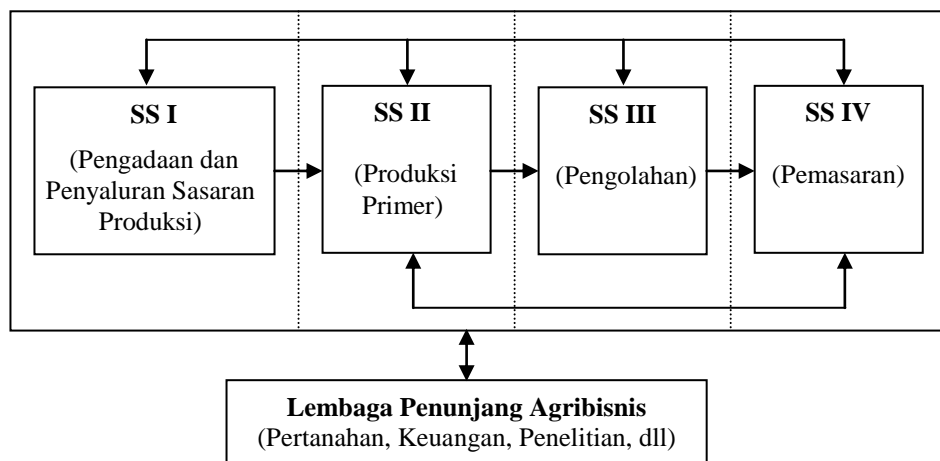 SS I
(Pengadaan dan
Penyaluran Sasaran
Produksi)
SS II
(Produksi
Primer)
SS III
(Pengolahan)
SS IV
(Pemasaran)
Lembaga Penunjang Agribisnis
(Pertanahan, Keuangan, Penelitian, dll)